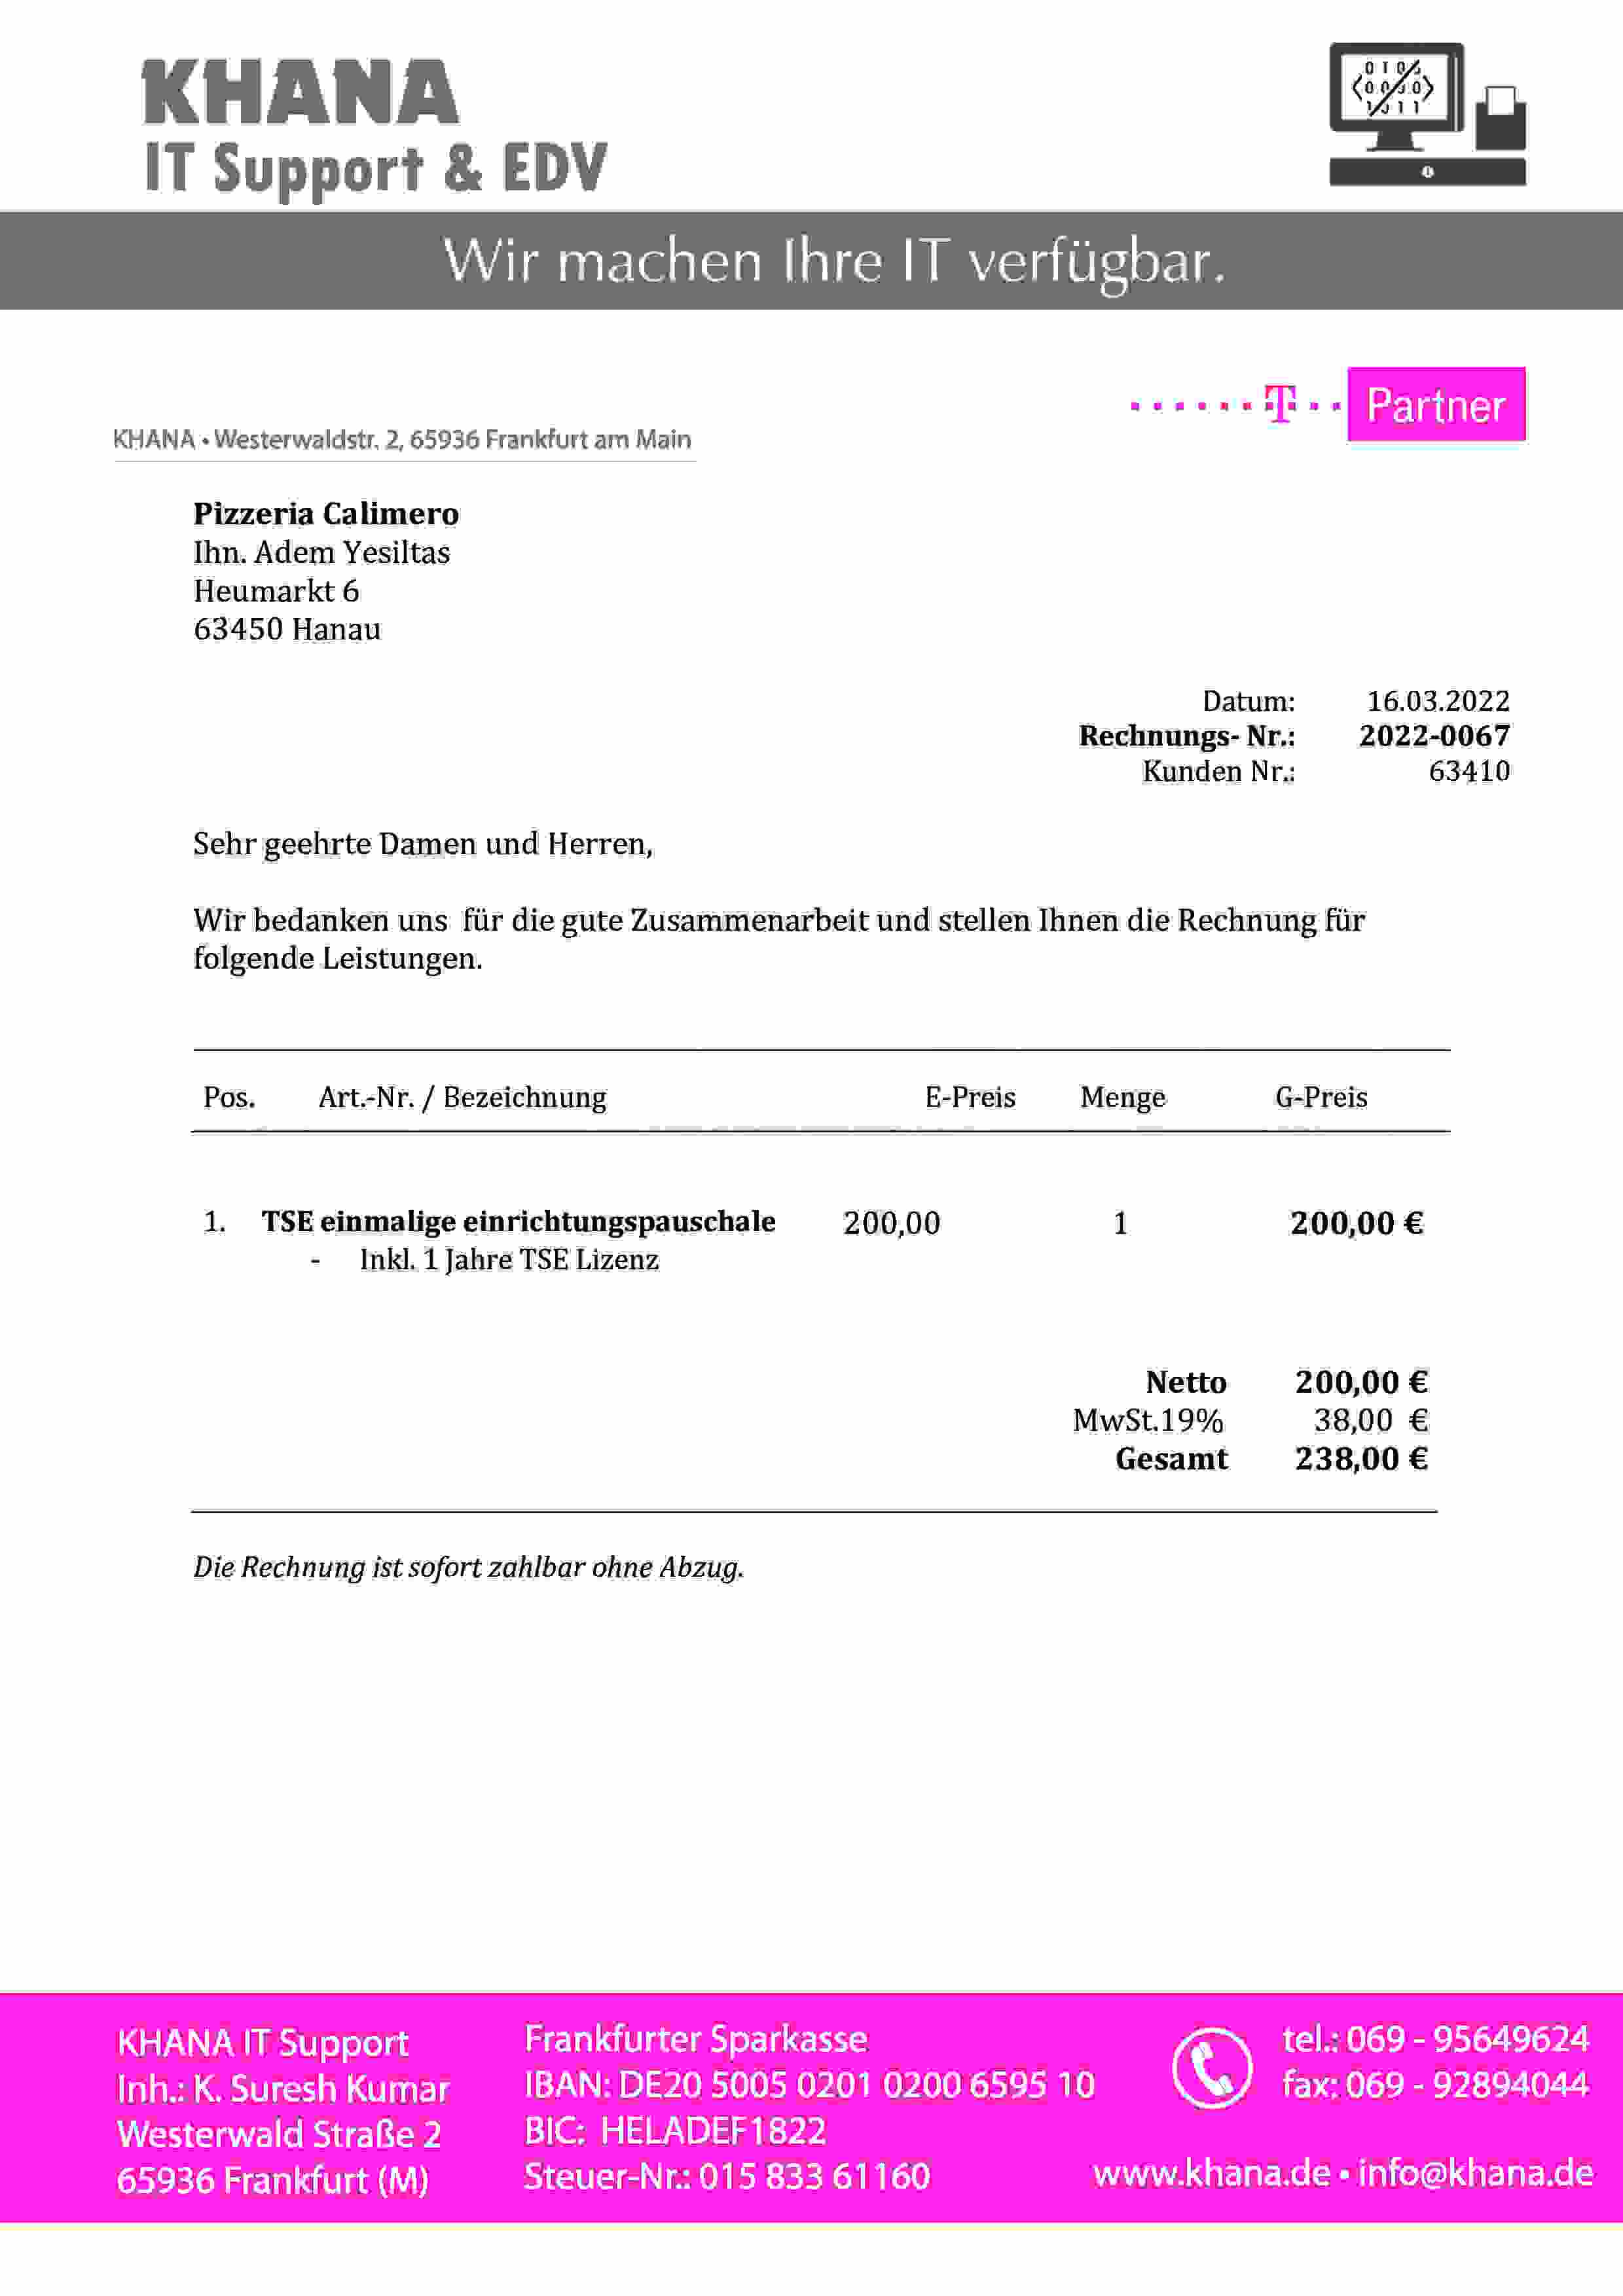 KHANA
IT Support & EDV
Wir machen Ihre IT verfügbar.
T Partner
KHANA • Westerwaldstr. 2, 65936 Frankfurt am Main
Pizzeria Calimero
Ihn. Adem Yesiltas
Heumarkt 6
63450 Hanau
Datum: 16.03.2022
Rechnungs- Nr.: 2022-0067
Kunden Nr.: 63410
Sehr geehrte Damen und Herren,
Wir bedanken uns für die gute Zusammenarbeit und stellen Ihnen die Rechnung für
folgende Leistungen.
Pos. Art.-Nr. / Bezeichnung E-Preis Menge G-Preis
1. TSE einmalige einrichtungspauschale 200,00 1 200,00 €
- Inkl. 1 Jahre TSE Lizenz
Netto 200,00 €
MwSt.19% 38,00 €
Gesamt 238,00 €
Die Rechnung ist sofort zahlbar ohne Abzug.
KHANA IT Support
Inh.: K. Suresh Kumar
Westerwald Straße 2
65936 Frankfurt (M)
Frankfurter Sparkasse
IBAN: DE20 5005 0201 0200 6595 10
BIC: HELADEF1822
Steuer-Nr.: 015 833 61160
tel.: 069 - 95649624
fax: 069 - 92894044
www.khana.de • info@khana.de